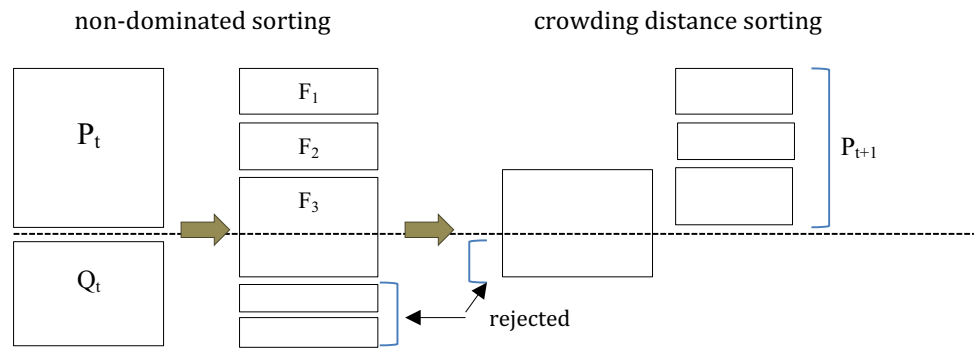 non-dominated sorting
crowding distance sorting
Pₜ
F₁
F₂
F₃
Pₜ₊₁
Qₜ
rejected